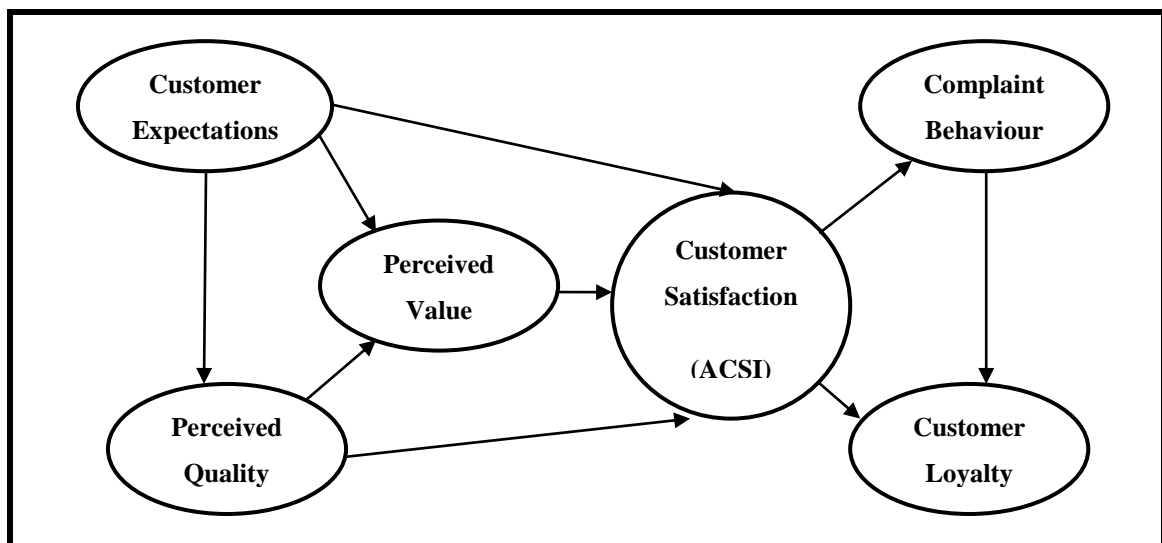 Customer
Expectations
Complaint
Behaviour
Perceived
Value
Customer
Satisfaction
(ACSI)
Perceived
Quality
Customer
Loyalty